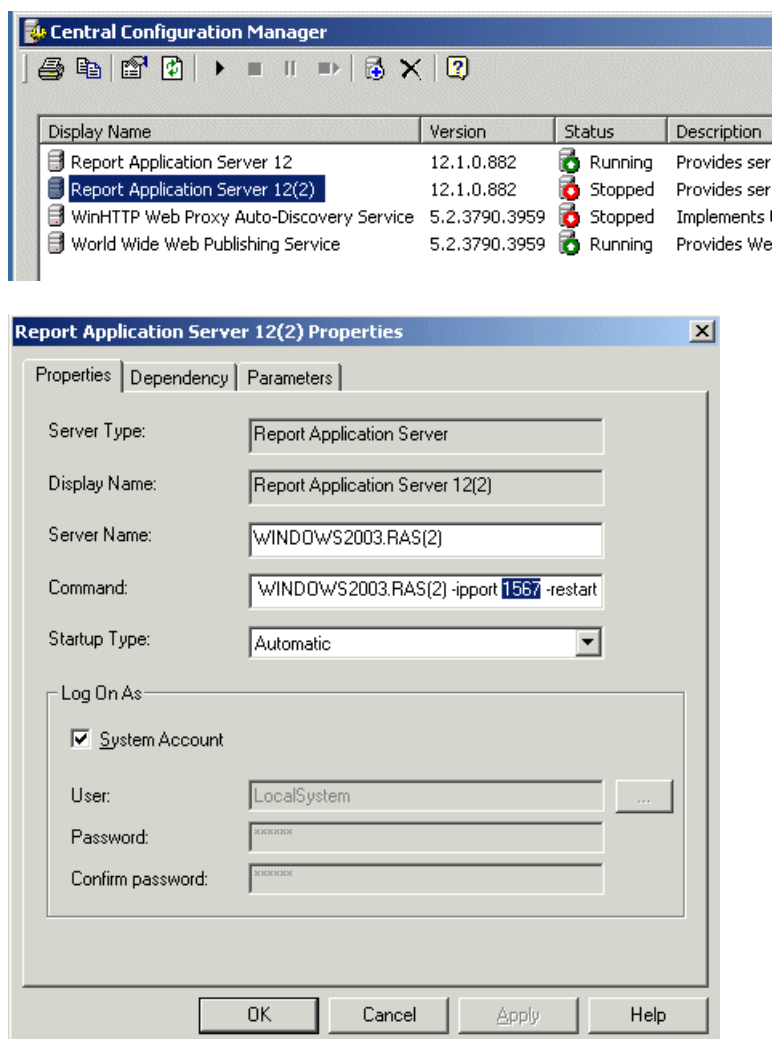 Central Configuration Manager
Display Name Version Status Description
Report Application Server 12 12.1.0.882 Running Provides ser
Report Application Server 12(2) 12.1.0.882 Stopped Provides ser
WinHTTP Web Proxy Auto-Discovery Service 5.2.3790.3959 Stopped Implements
World Wide Web Publishing Service 5.2.3790.3959 Running Provides We
Report Application Server 12(2) Properties
Properties Dependency Parameters
Server Type: Report Application Server
Display Name: Report Application Server 12(2)
Server Name: WINDOWS2003.RAS(2)
Command: WINDOWS2003.RAS(2) -ipport 1567 -restart
Startup Type: Automatic
Log On As
System Account
User: LocalSystem ...
Password: ××××××
Confirm password: ××××××
OK Cancel Apply Help